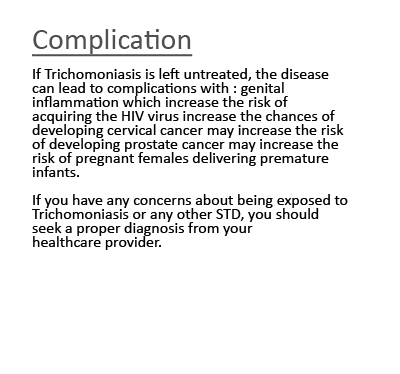 Complication
If Trichomoniasis is left untreated, the disease
can lead to complications with : genital
inflammation which increase the risk of
acquiring the HIV virus increase the chances of
developing cervical cancer may increase the risk
of developing prostate cancer may increase the
risk of pregnant females delivering premature
infants.
If you have any concerns about being exposed to
Trichomoniasis or any other STD, you should
seek a proper diagnosis from your
healthcare provider.